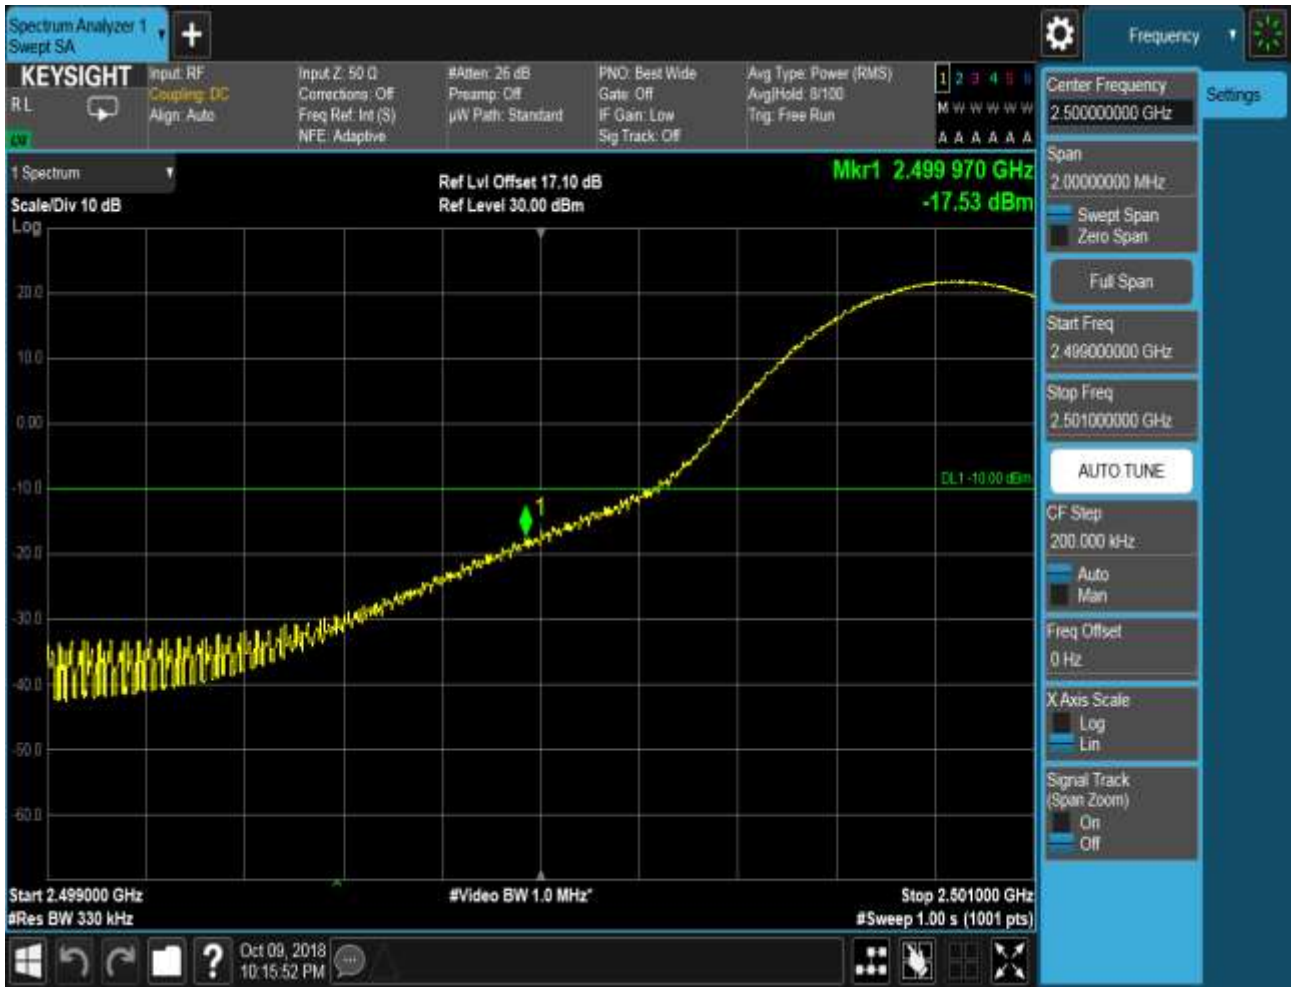 Spectrum Analyzer 1
Swept SA
Frequency
KEYSIGHT
RL
Input: RF
Coupling: DC
Align: Auto
Input Z: 50 Ω
Corrections: Off
Freq Ref: Int (S)
NFE: Adaptive
#Atten: 26 dB
Preamp: Off
µW Path: Standard
PNO: Best Wide
Gate: Off
IF Gain: Low
Sig Track: Off
Avg Type: Power (RMS)
Avg|Hold: 8/100
Trig: Free Run
1 2 3 4 5 6
M W W W W W
A A A A A A
1 Spectrum
Scale/Div 10 dB
Log
Ref Lvl Offset 17.10 dB
Ref Level 30.00 dBm
Mkr1 2.499 970 GHz
-17.53 dBm
20.0
10.0
0.00
-10.0
-20.0
-30.0
-40.0
-50.0
-60.0
DL1 -10.00 dBm
1
Start 2.499000 GHz
#Res BW 330 kHz
#Video BW 1.0 MHz*
Stop 2.501000 GHz
#Sweep 1.00 s (1001 pts)
Center Frequency
2.500000000 GHz
Settings
Span
2.00000000 MHz
Swept Span
Zero Span
Full Span
Start Freq
2.499000000 GHz
Stop Freq
2.501000000 GHz
AUTO TUNE
CF Step
200.000 kHz
Auto
Man
Freq Offset
0 Hz
X Axis Scale
Log
Lin
Signal Track
(Span Zoom)
On
Off
?
Oct 09, 2018
10:15:52 PM